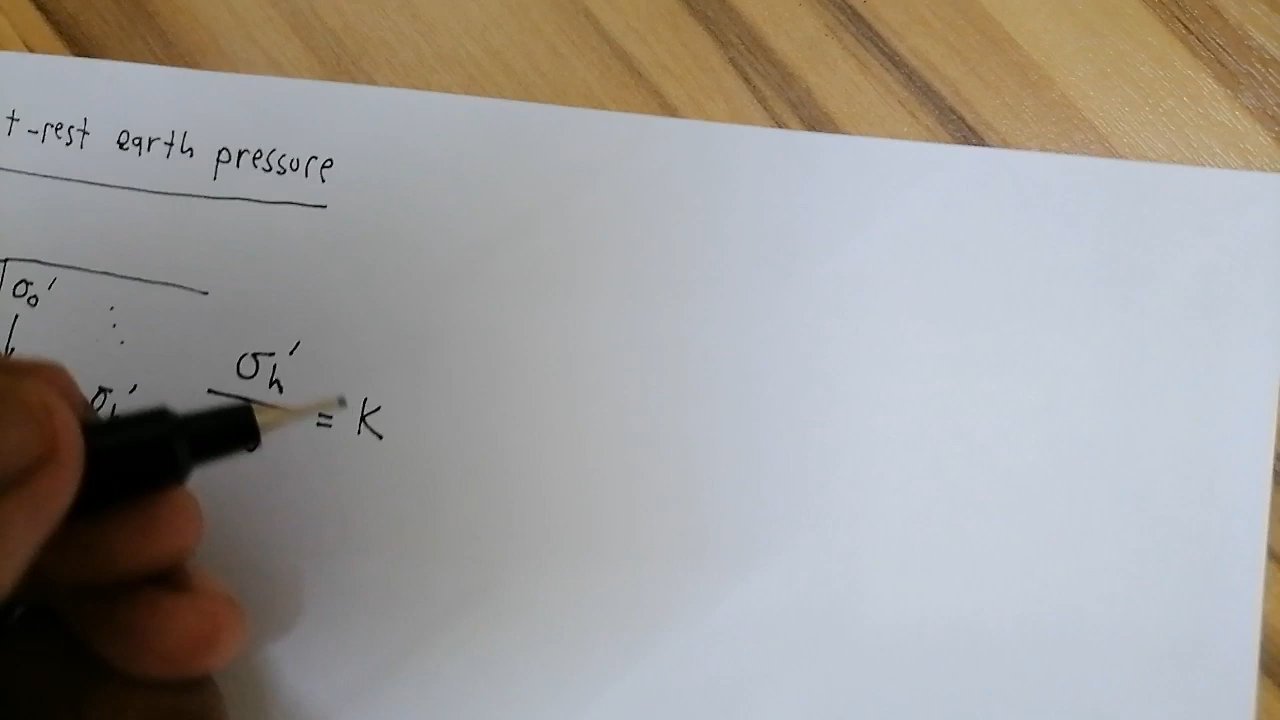 t-rest earth pressure
σ₀'
σₕ'
= K